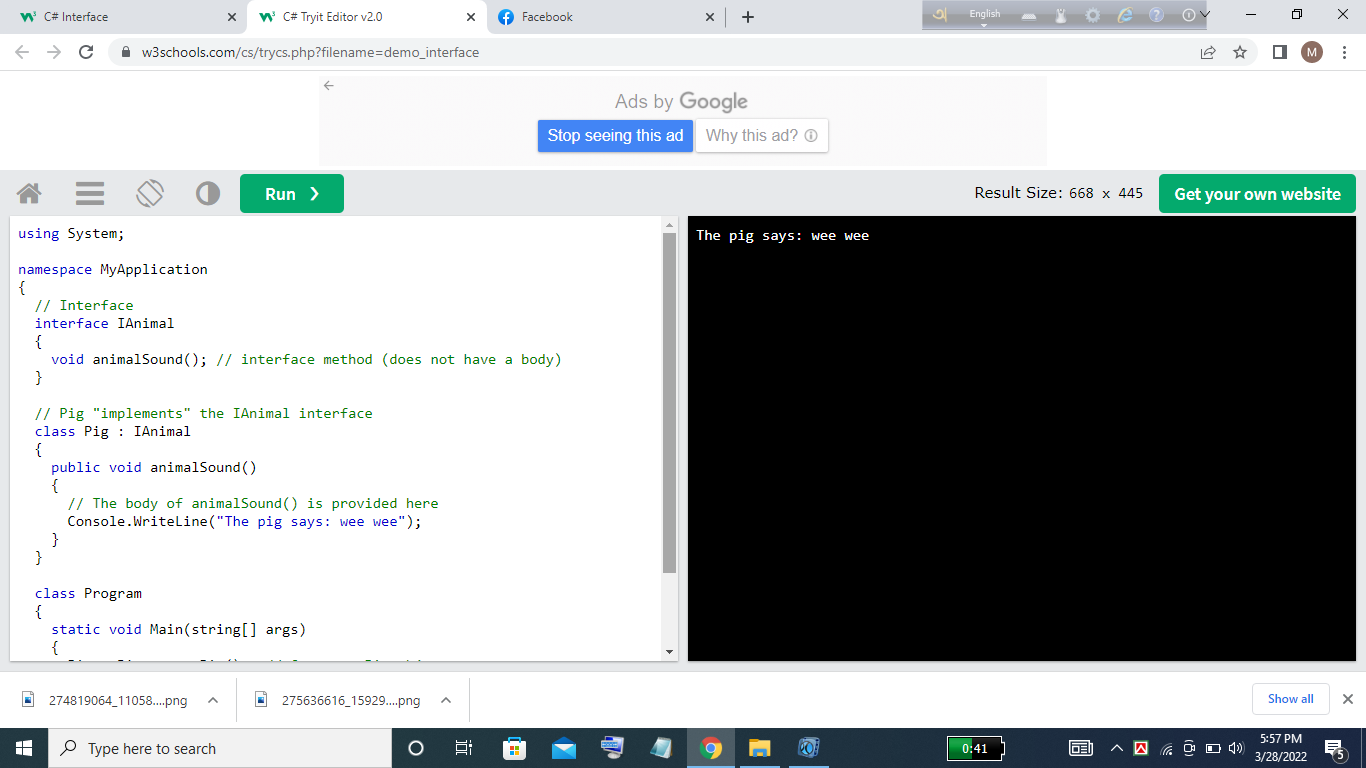 C# Interface
C# Tryit Editor v2.0
Facebook
English
w3schools.com/cs/trycs.php?filename=demo_interface
M
Ads by Google
Stop seeing this ad
Why this ad?
Run ❯
Result Size: 668 x 445
Get your own website
using System;
namespace MyApplication
{
// Interface
interface IAnimal
{
void animalSound(); // interface method (does not have a body)
}
// Pig "implements" the IAnimal interface
class Pig : IAnimal
{
public void animalSound()
{
// The body of animalSound() is provided here
Console.WriteLine("The pig says: wee wee");
}
}
class Program
{
static void Main(string[] args)
{
The pig says: wee wee
274819064_11058....png
275636616_15929....png
Show all
Type here to search
0:41
5:57 PM
3/28/2022
5